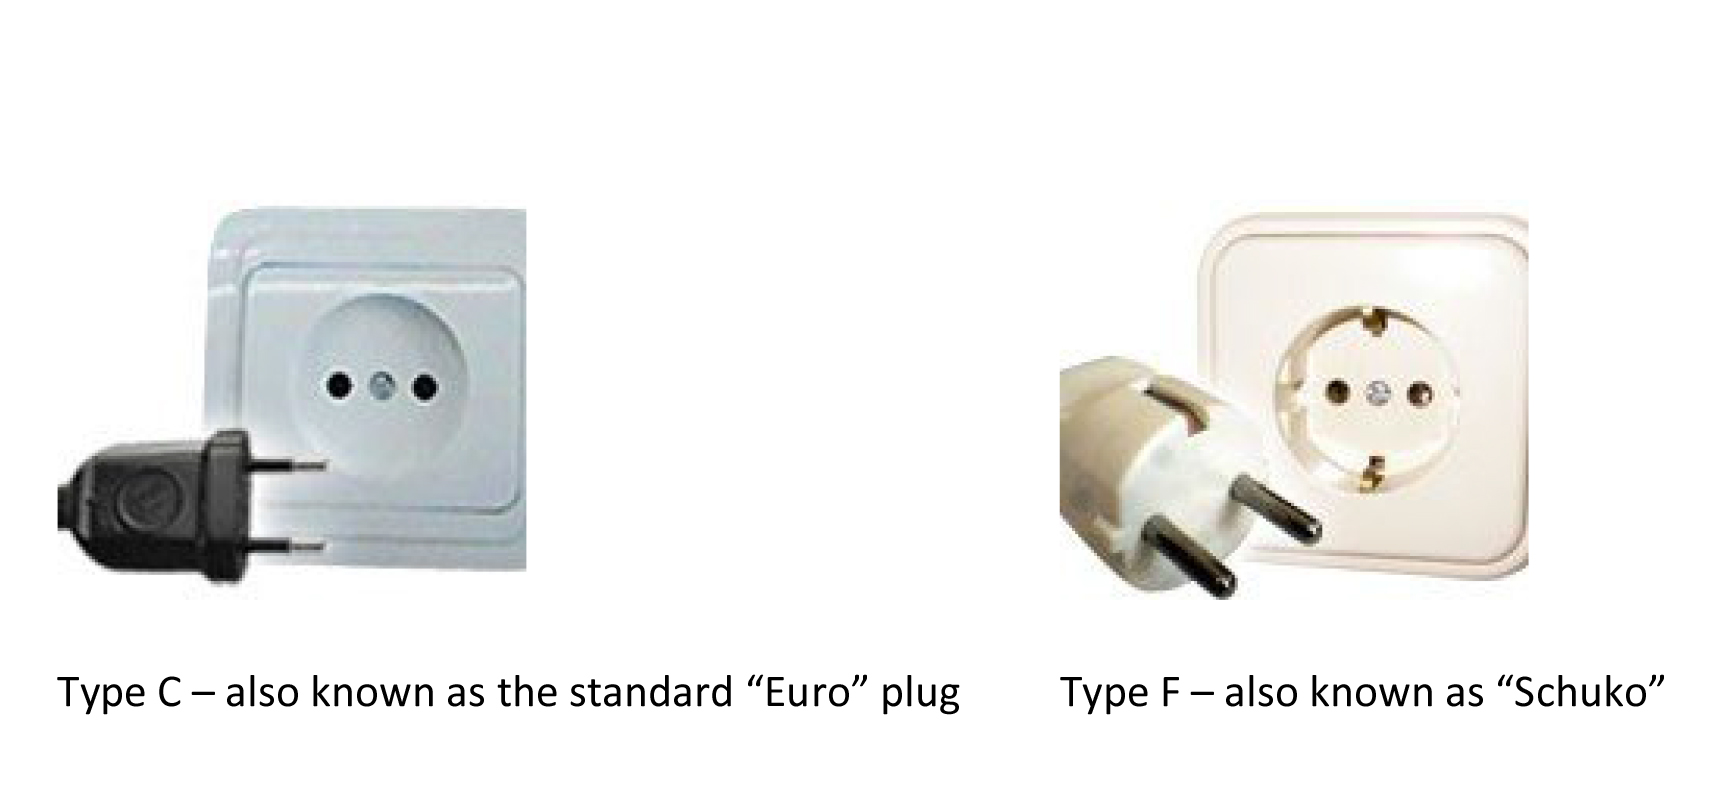 Type C – also known as the standard “Euro” plug
Type F – also known as “Schuko”